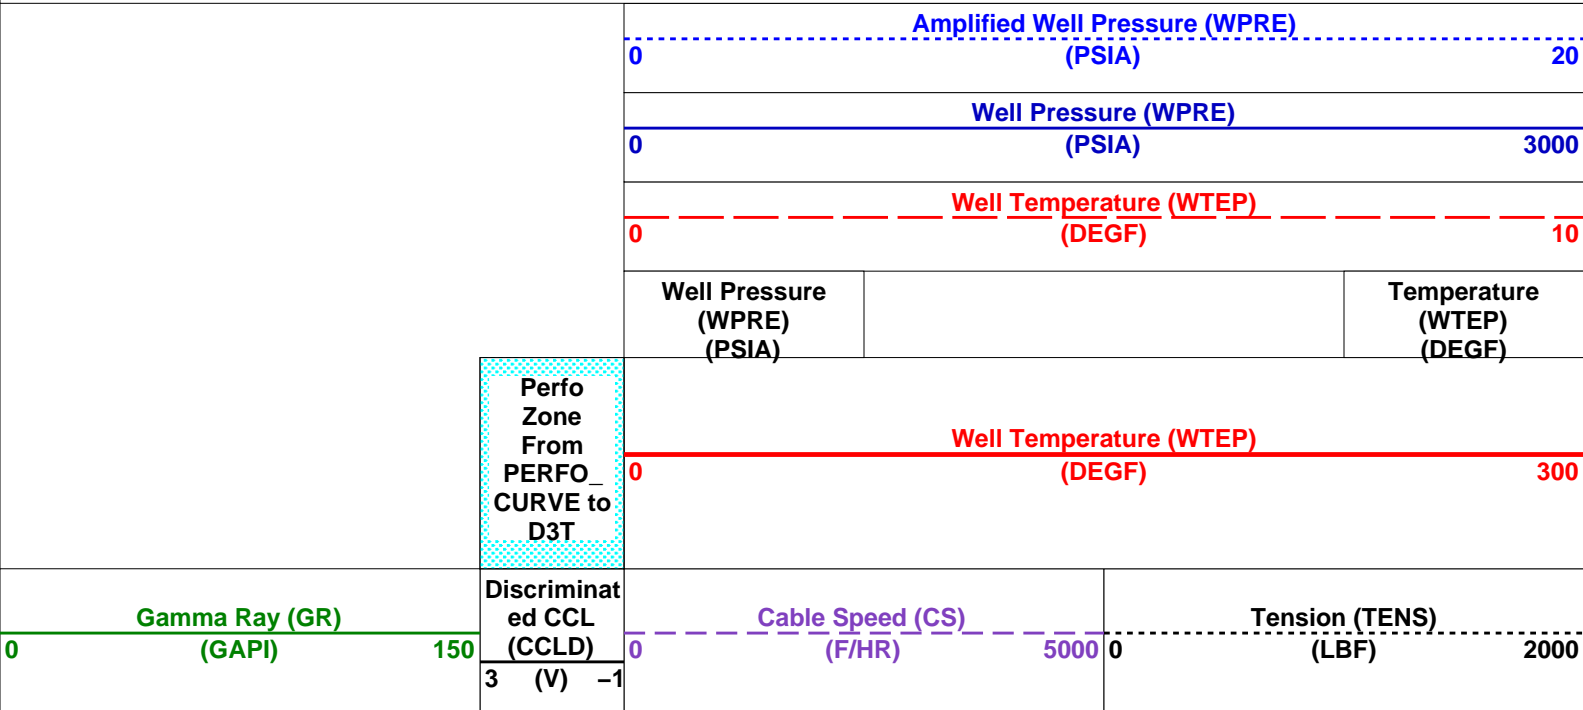 Amplified Well Pressure (WPRE)
0 (PSIA) 20
Well Pressure (WPRE)
0 (PSIA) 3000
Well Temperature (WTEP)
0 (DEGF) 10
Well Pressure
(WPRE)
(PSIA)
Temperature
(WTEP)
(DEGF)
Perfo
Zone
From
PERFO_
CURVE to
D3T
Well Temperature (WTEP)
0 (DEGF) 300
Gamma Ray (GR)
0 (GAPI) 150
Discriminat
ed CCL
(CCLD)
3 (V) −1
Cable Speed (CS)
0 (F/HR) 5000
Tension (TENS)
0 (LBF) 2000